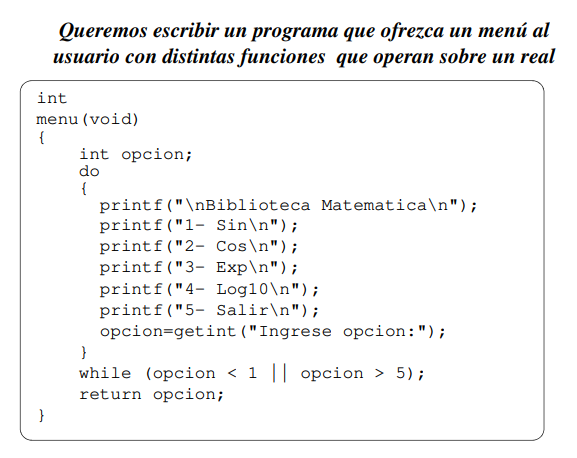 Queremos escribir un programa que ofrezca un menú al
usuario con distintas funciones que operan sobre un real
int
menu(void)
{
    int opcion;
    do
    {
      printf("\nBiblioteca Matematica\n");
      printf("1- Sin\n");
      printf("2- Cos\n");
      printf("3- Exp\n");
      printf("4- Log10\n");
      printf("5- Salir\n");
      opcion=getint("Ingrese opcion:");
    }
    while (opcion < 1 || opcion > 5);
    return opcion;
}